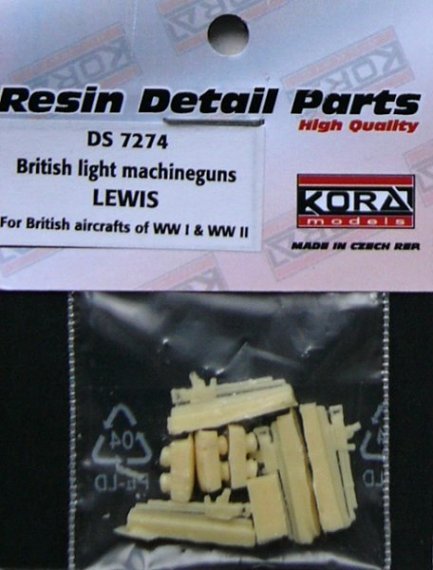 Resin Detail Parts
High Quality
DS 7274
British light machineguns
LEWIS
For British aircrafts of WW I & WW II
KORA
models
MADE IN CZECH REP.
04
PE-LD